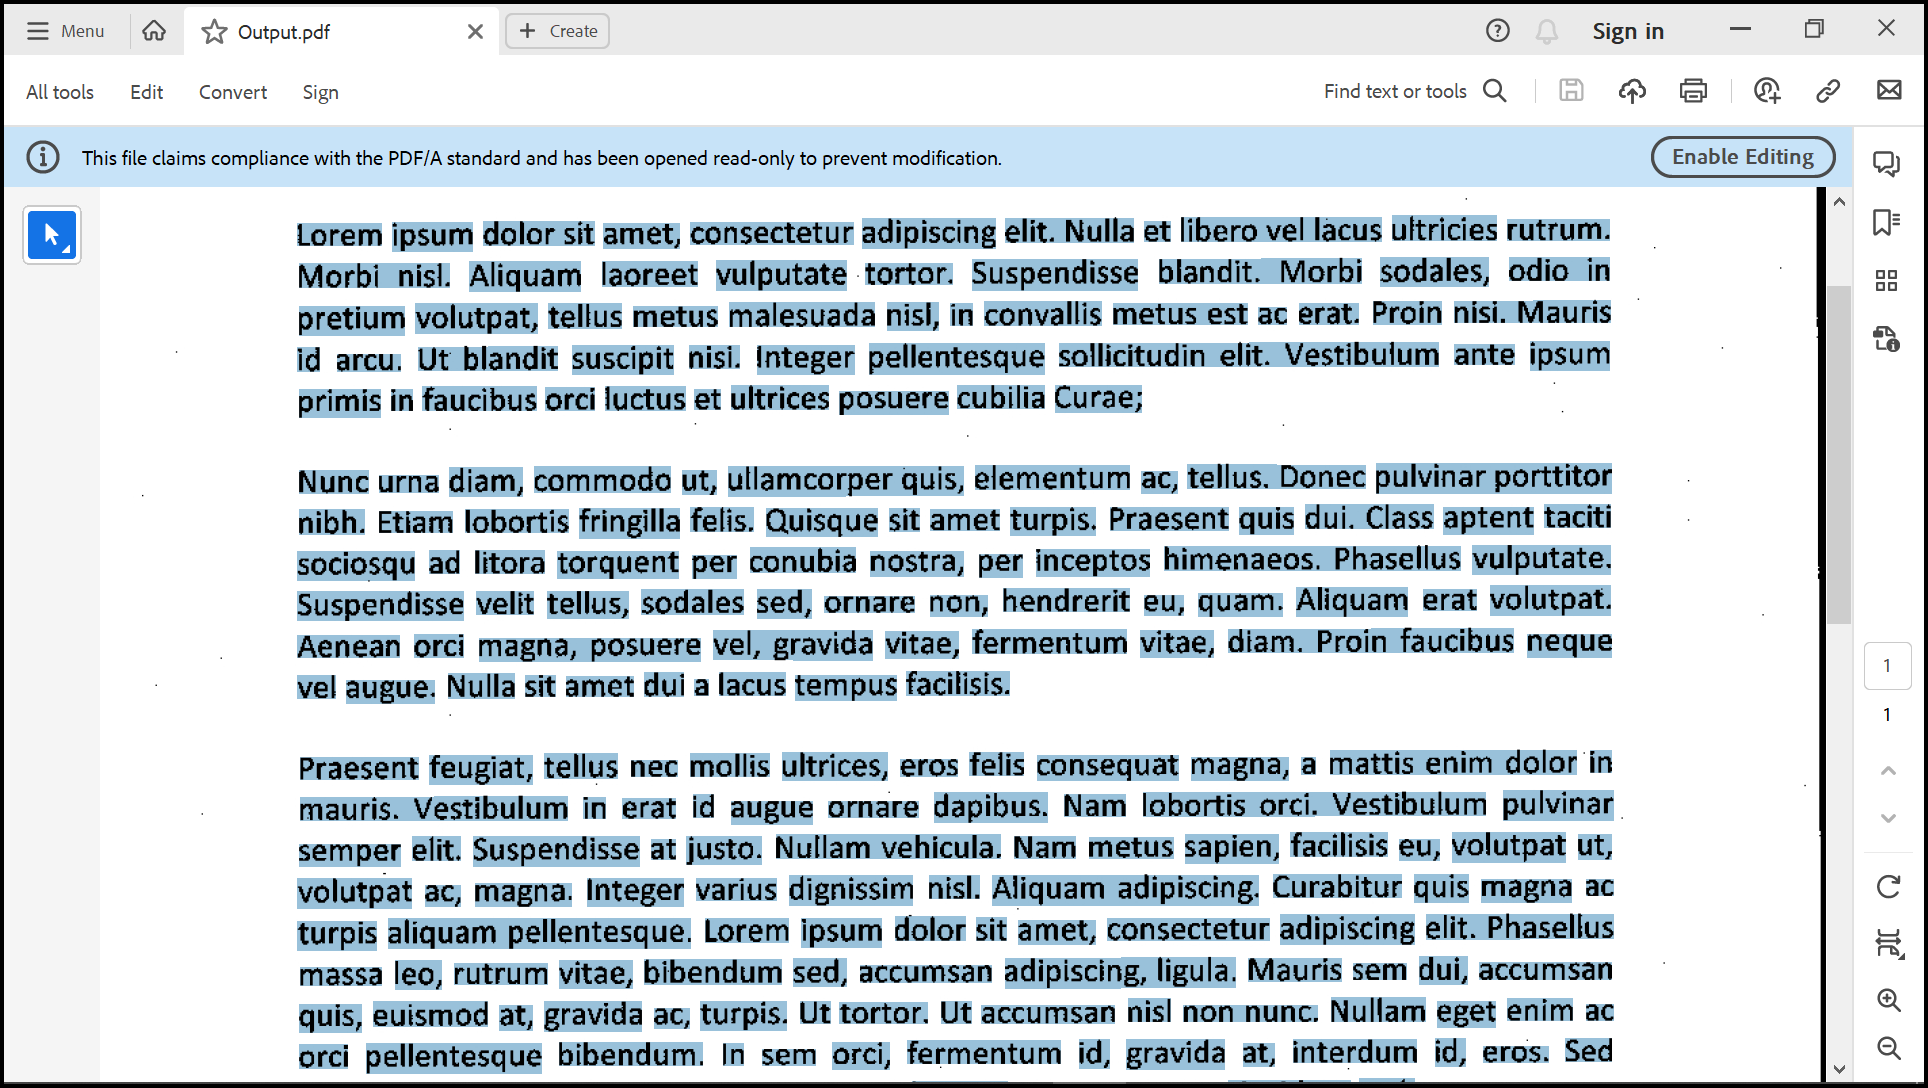 Menu
Output.pdf
Create
Sign in
All tools
Edit
Convert
Sign
Find text or tools
This file claims compliance with the PDF/A standard and has been opened read-only to prevent modification.
Enable Editing
Lorem ipsum dolor sit amet, consectetur adipiscing elit. Nulla et libero vel lacus ultricies rutrum.
Morbi nisl. Aliquam laoreet vulputate tortor. Suspendisse blandit. Morbi sodales, odio in
pretium volutpat, tellus metus malesuada nisl, in convallis metus est ac erat. Proin nisi. Mauris
id arcu. Ut blandit suscipit nisi. Integer pellentesque sollicitudin elit. Vestibulum ante ipsum
primis in faucibus orci luctus et ultrices posuere cubilia Curae;
Nunc urna diam, commodo ut, ullamcorper quis, elementum ac, tellus. Donec pulvinar porttitor
nibh. Etiam lobortis fringilla felis. Quisque sit amet turpis. Praesent quis dui. Class aptent taciti
sociosqu ad litora torquent per conubia nostra, per inceptos himenaeos. Phasellus vulputate.
Suspendisse velit tellus, sodales sed, ornare non, hendrerit eu, quam. Aliquam erat volutpat.
Aenean orci magna, posuere vel, gravida vitae, fermentum vitae, diam. Proin faucibus neque
vel augue. Nulla sit amet dui a lacus tempus facilisis.
Praesent feugiat, tellus nec mollis ultrices, eros felis consequat magna, a mattis enim dolor in
mauris. Vestibulum in erat id augue ornare dapibus. Nam lobortis orci. Vestibulum pulvinar
semper elit. Suspendisse at justo. Nullam vehicula. Nam metus sapien, facilisis eu, volutpat ut,
volutpat ac, magna. Integer varius dignissim nisl. Aliquam adipiscing. Curabitur quis magna ac
turpis aliquam pellentesque. Lorem ipsum dolor sit amet, consectetur adipiscing elit. Phasellus
massa leo, rutrum vitae, bibendum sed, accumsan adipiscing, ligula. Mauris sem dui, accumsan
quis, euismod at, gravida ac, turpis. Ut tortor. Ut accumsan nisl non nunc. Nullam eget enim ac
orci pellentesque bibendum. In sem orci, fermentum id, gravida at, interdum id, eros. Sed
1
1